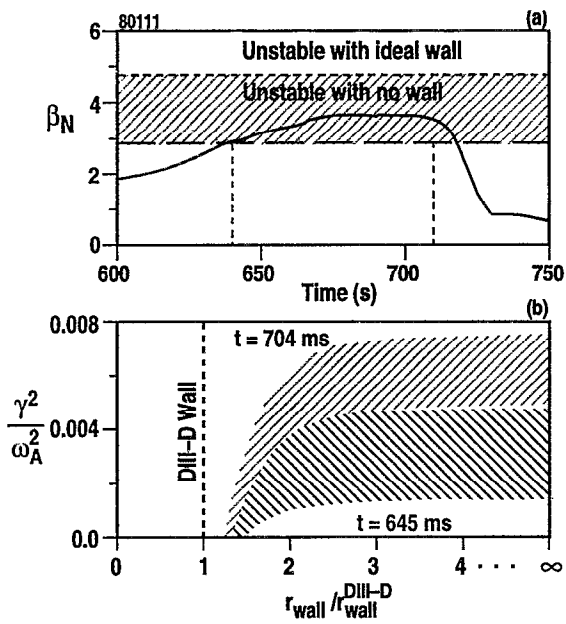 80111
(a)
6
Unstable with ideal wall
4
Unstable with no wall
β_N
2
0
600
650
700
750
Time (s)
(b)
0.008
t = 704 ms
γ²
ω²_A
0.004
DIII–D Wall
t = 645 ms
0.0
0
1
2
3
4
· · · ·
∞
r_wall / r_wall^DIII–D